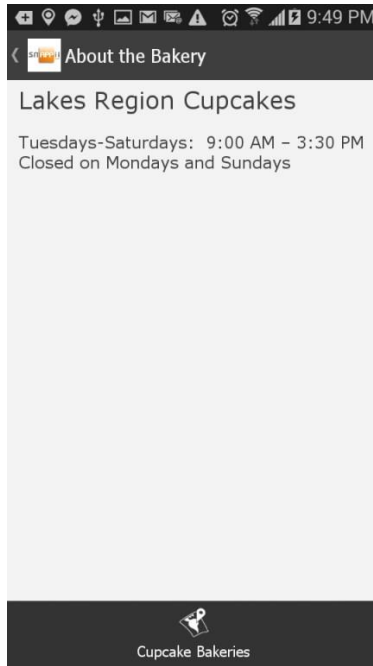 9:49 PM
About the Bakery
Lakes Region Cupcakes
Tuesdays-Saturdays: 9:00 AM – 3:30 PM
Closed on Mondays and Sundays
Cupcake Bakeries